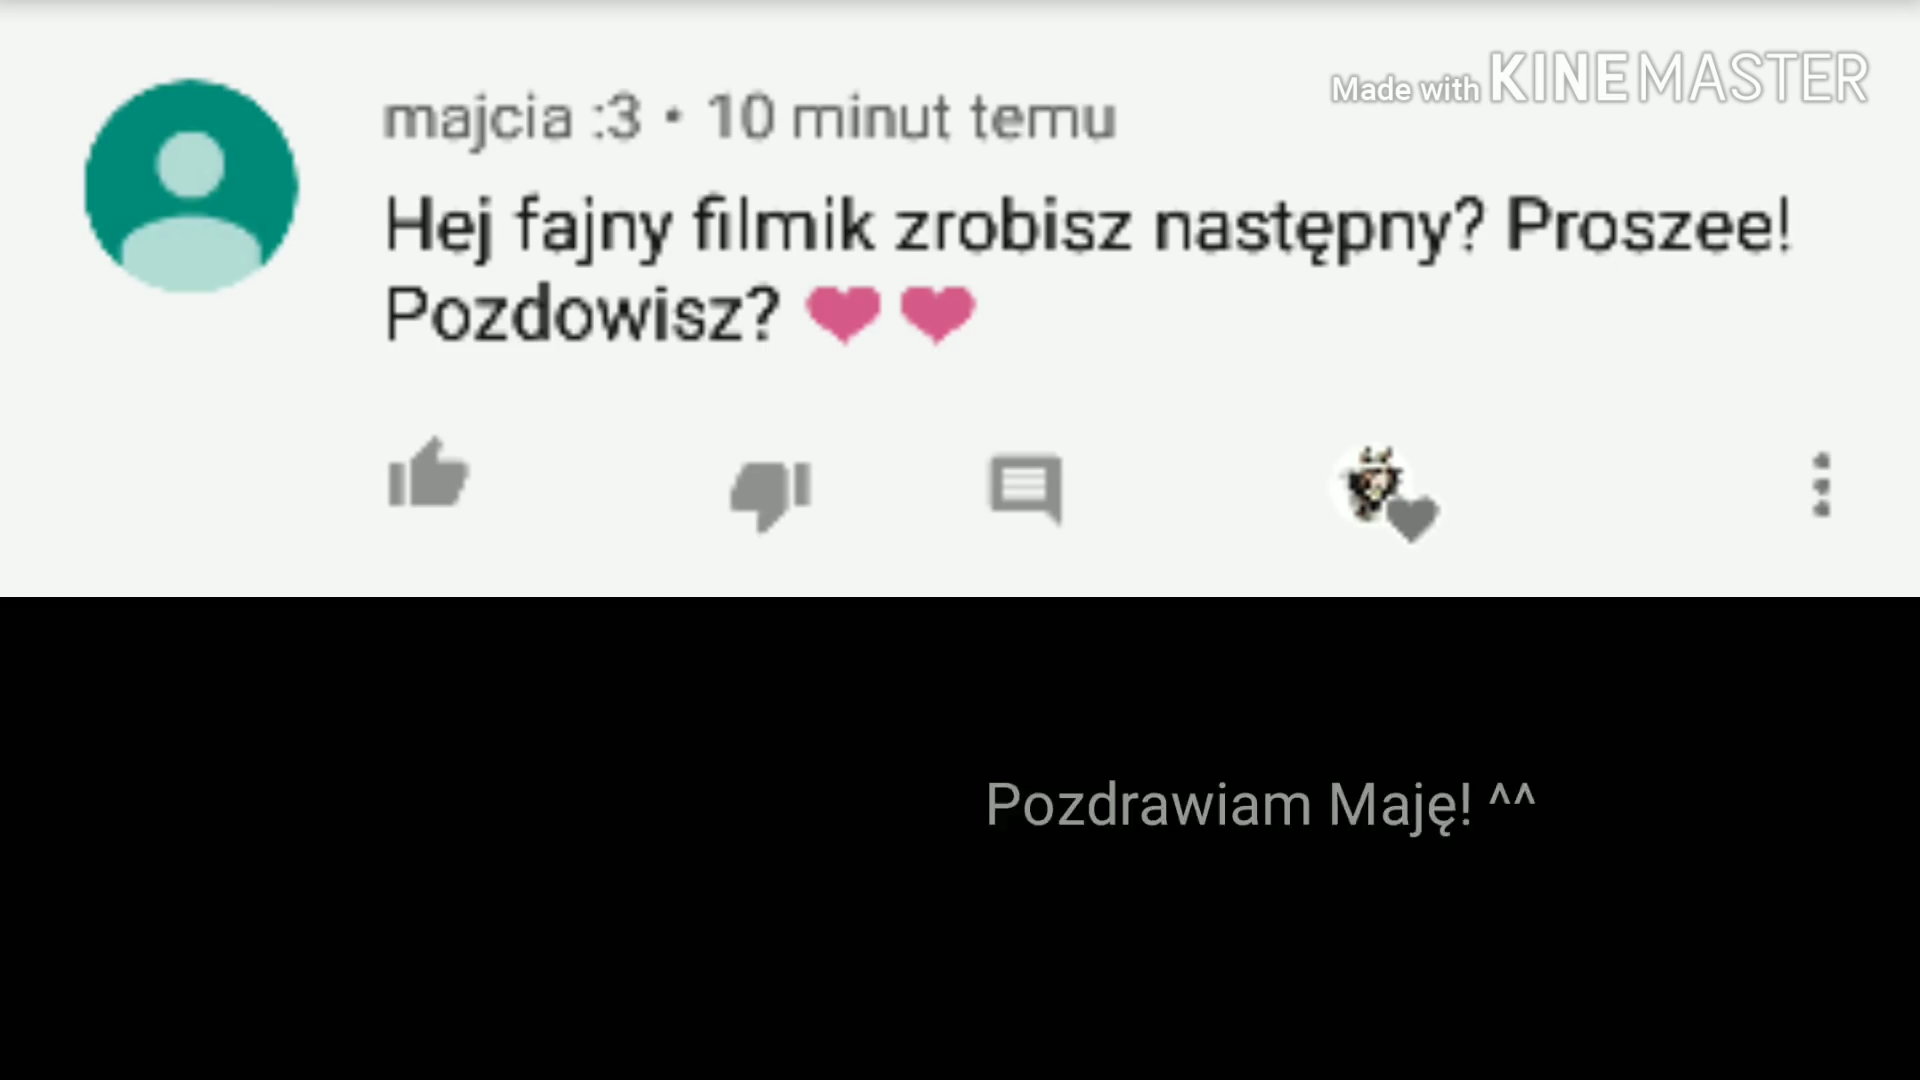 Made with KINEMASTER
majcia :3 • 10 minut temu
Hej fajny filmik zrobisz następny? Proszee!
Pozdowisz? 💗💗
Pozdrawiam Maję! ^^